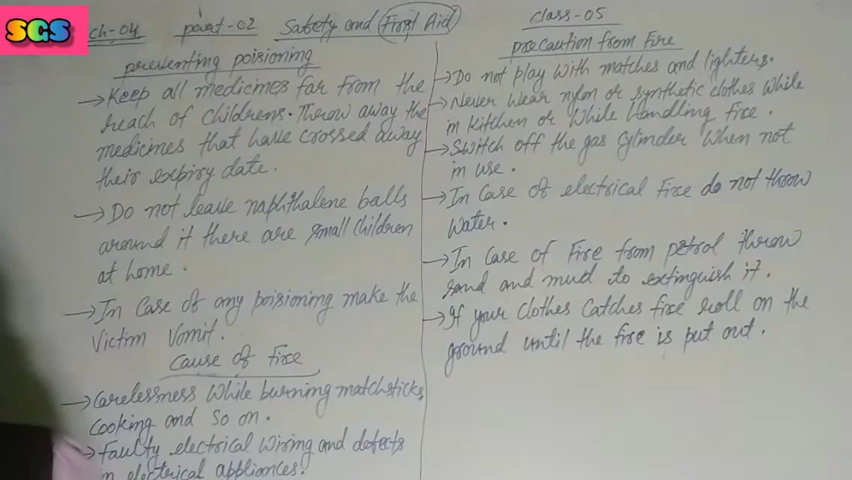 SGS
ch-04 point-02 Safety and First Aid
class-05
preventing poisioning
→ Keep all medicines far from the
reach of childrens. Throw away the
medicines that have crossed away
their expiry date.
→ Do not leave naphthalene balls
around it there are small children
at home.
→ In case of any poisioning make the
victim vomit.
cause of fire
→ Carelessness while burning matchsticks,
cooking and so on.
→ Faulty electrical wiring and defects
in electrical appliances.
precaution from fire
→ Do not play with matches and lighters.
→ Never wear nylon or synthetic clothes while
in kitchen or while handling fire.
→ Switch off the gas cylinder when not
in use.
→ In case of electrical fire do not throw
water.
→ In case of fire from petrol throw
sand and mud to extinguish it.
→ If your clothes catches fire roll on the
ground until the fire is put out.